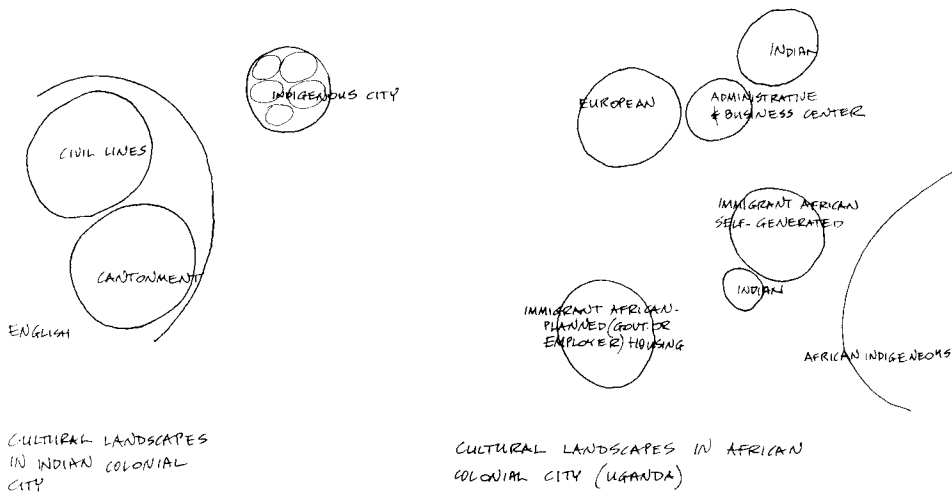 CIVIL LINES
CANTONMENT
ENGLISH
INDIGENOUS CITY
CULTURAL LANDSCAPES
IN INDIAN COLONIAL
CITY
INDIAN
EUROPEAN
ADMINISTRATIVE
& BUSINESS CENTER
IMMIGRANT AFRICAN
SELF-GENERATED
INDIAN
IMMIGRANT AFRICAN-
PLANNED (GOVT. OR
EMPLOYER) HOUSING
AFRICAN INDIGENEOUS
CULTURAL LANDSCAPES IN AFRICAN
COLONIAL CITY (UGANDA)